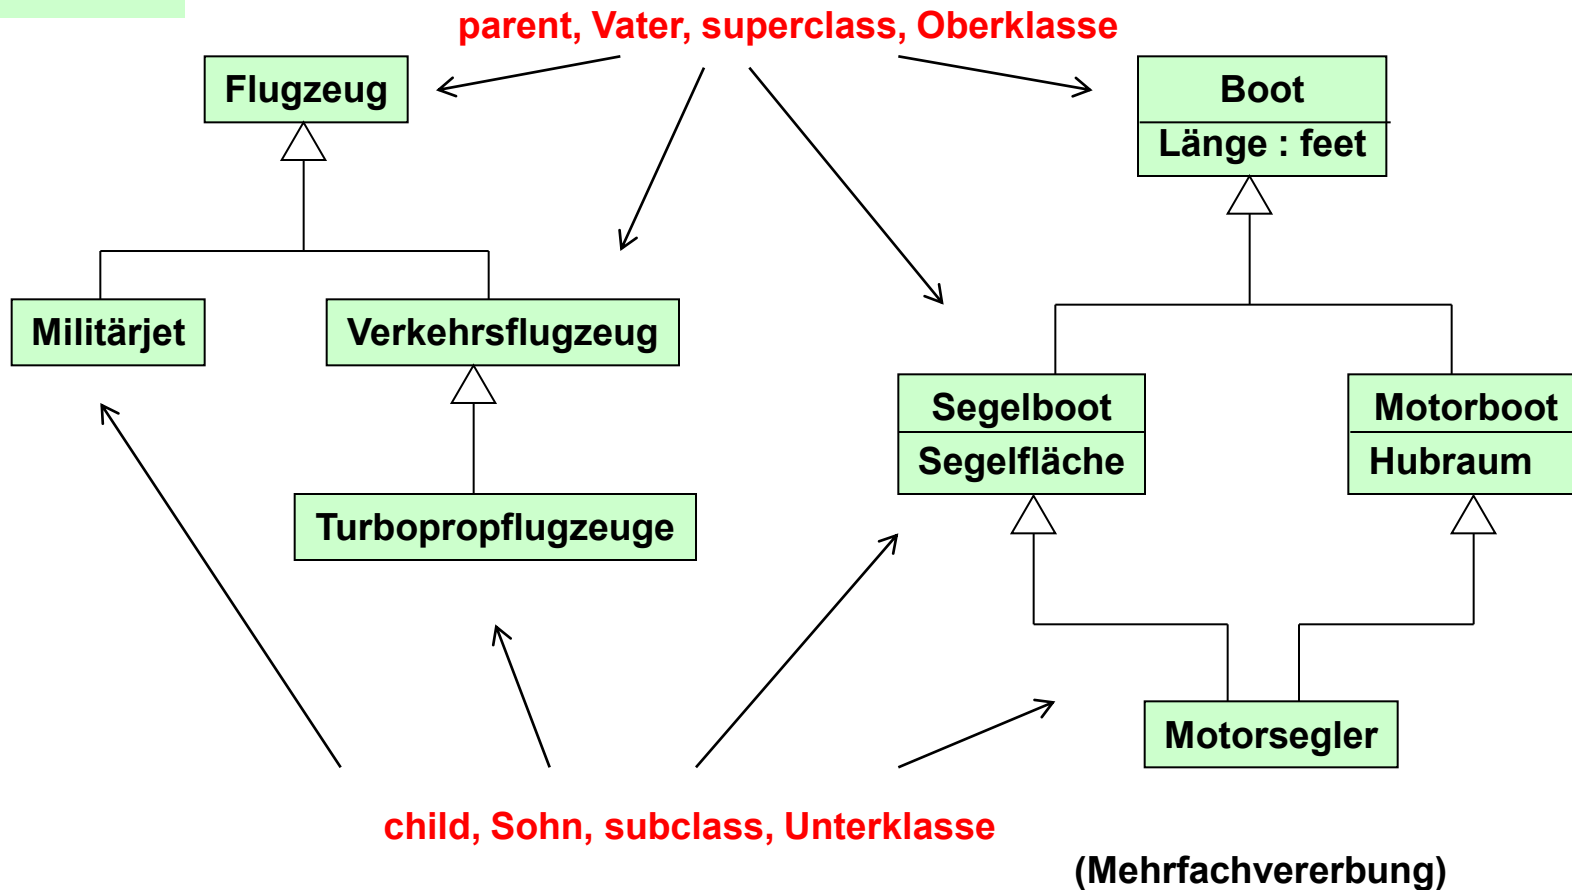 parent, Vater, superclass, Oberklasse
Flugzeug
Boot
Länge : feet
Militärjet
Verkehrsflugzeug
Segelboot
Segelfläche
Motorboot
Hubraum
Turbopropflugzeuge
Motorsegler
child, Sohn, subclass, Unterklasse
(Mehrfachvererbung)